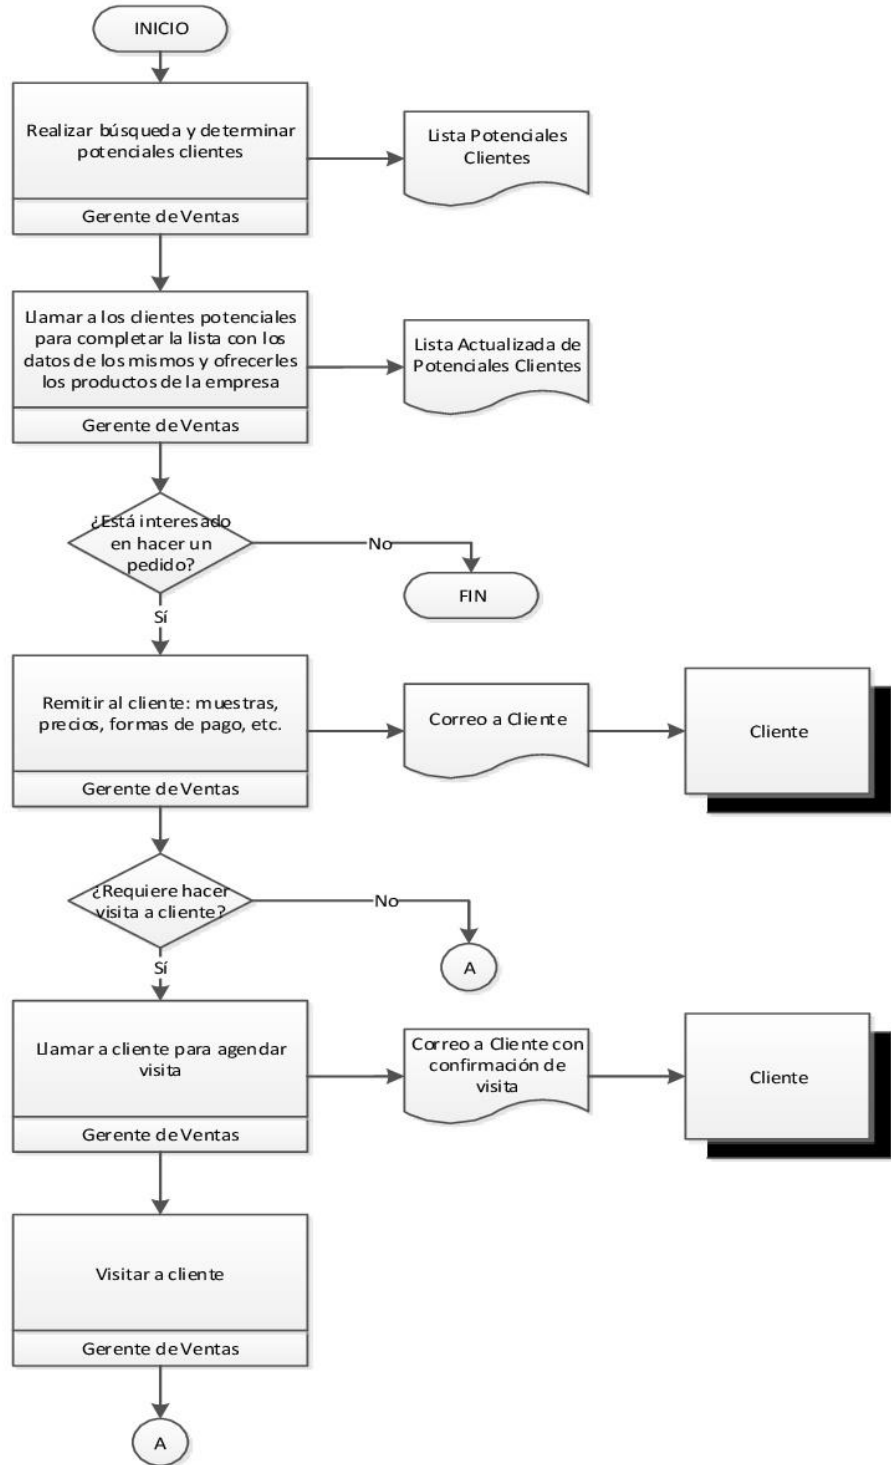 INICIO
Realizar búsqueda y determinar
potenciales clientes
Gerente de Ventas
Lista Potenciales
Clientes
Llamar a los clientes potenciales
para completar la lista con los
datos de los mismos y ofrecerles
los productos de la empresa
Gerente de Ventas
Lista Actualizada de
Potenciales Clientes
¿Está interesado
en hacer un
pedido?
No
FIN
Sí
Remitir al cliente: muestras,
precios, formas de pago, etc.
Gerente de Ventas
Correo a Cliente
Cliente
¿Requiere hacer
visita a cliente?
No
A
Sí
Llamar a cliente para agendar
visita
Gerente de Ventas
Correo a Cliente con
confirmación de
visita
Cliente
Visitar a cliente
Gerente de Ventas
A